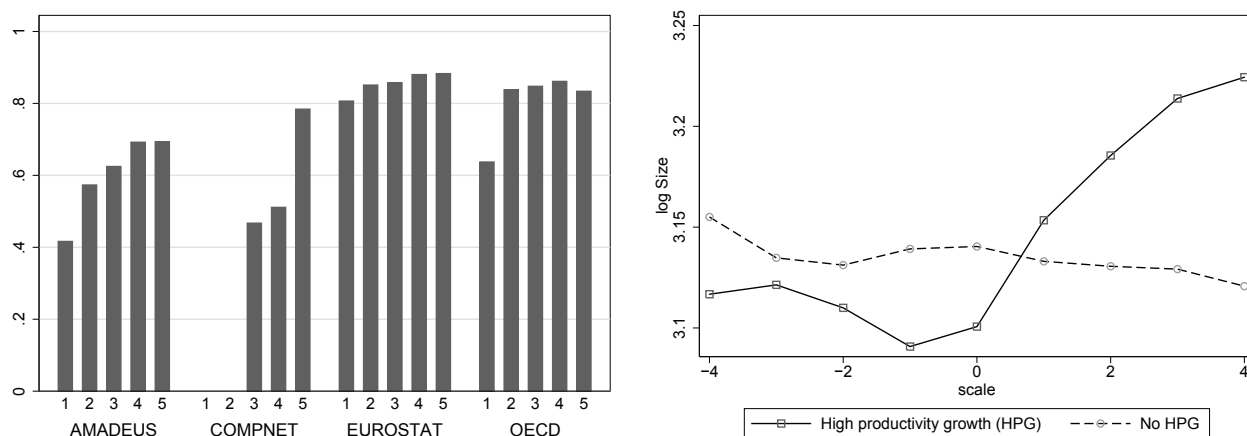 1
.8
.6
.4
.2
0
1 2 3 4 5 1 2 3 4 5 1 2 3 4 5 1 2 3 4 5
AMADEUS COMPNET EUROSTAT OECD
3.25
3.2
3.15
3.1
log Size
−4 −2 0 2 4
scale
High productivity growth (HPG) No HPG